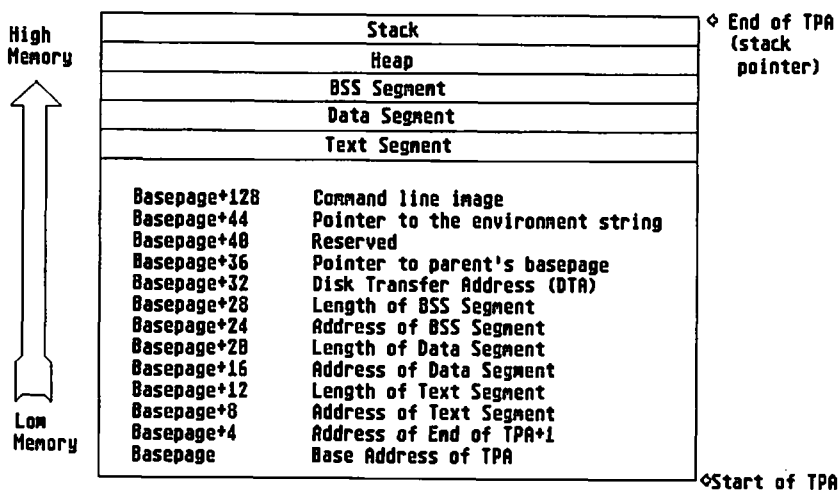 High
Memory
Stack
◊ End of TPA
(stack
pointer)
Heap
BSS Segment
Data Segment
Text Segment
Basepage+128 Command line image
Basepage+44 Pointer to the environment string
Basepage+40 Reserved
Basepage+36 Pointer to parent's basepage
Basepage+32 Disk Transfer Address (DTA)
Basepage+28 Length of BSS Segment
Basepage+24 Address of BSS Segment
Basepage+20 Length of Data Segment
Basepage+16 Address of Data Segment
Basepage+12 Length of Text Segment
Basepage+8 Address of Text Segment
Basepage+4 Address of End of TPA+1
Basepage Base Address of TPA
Low
Memory
◊Start of TPA